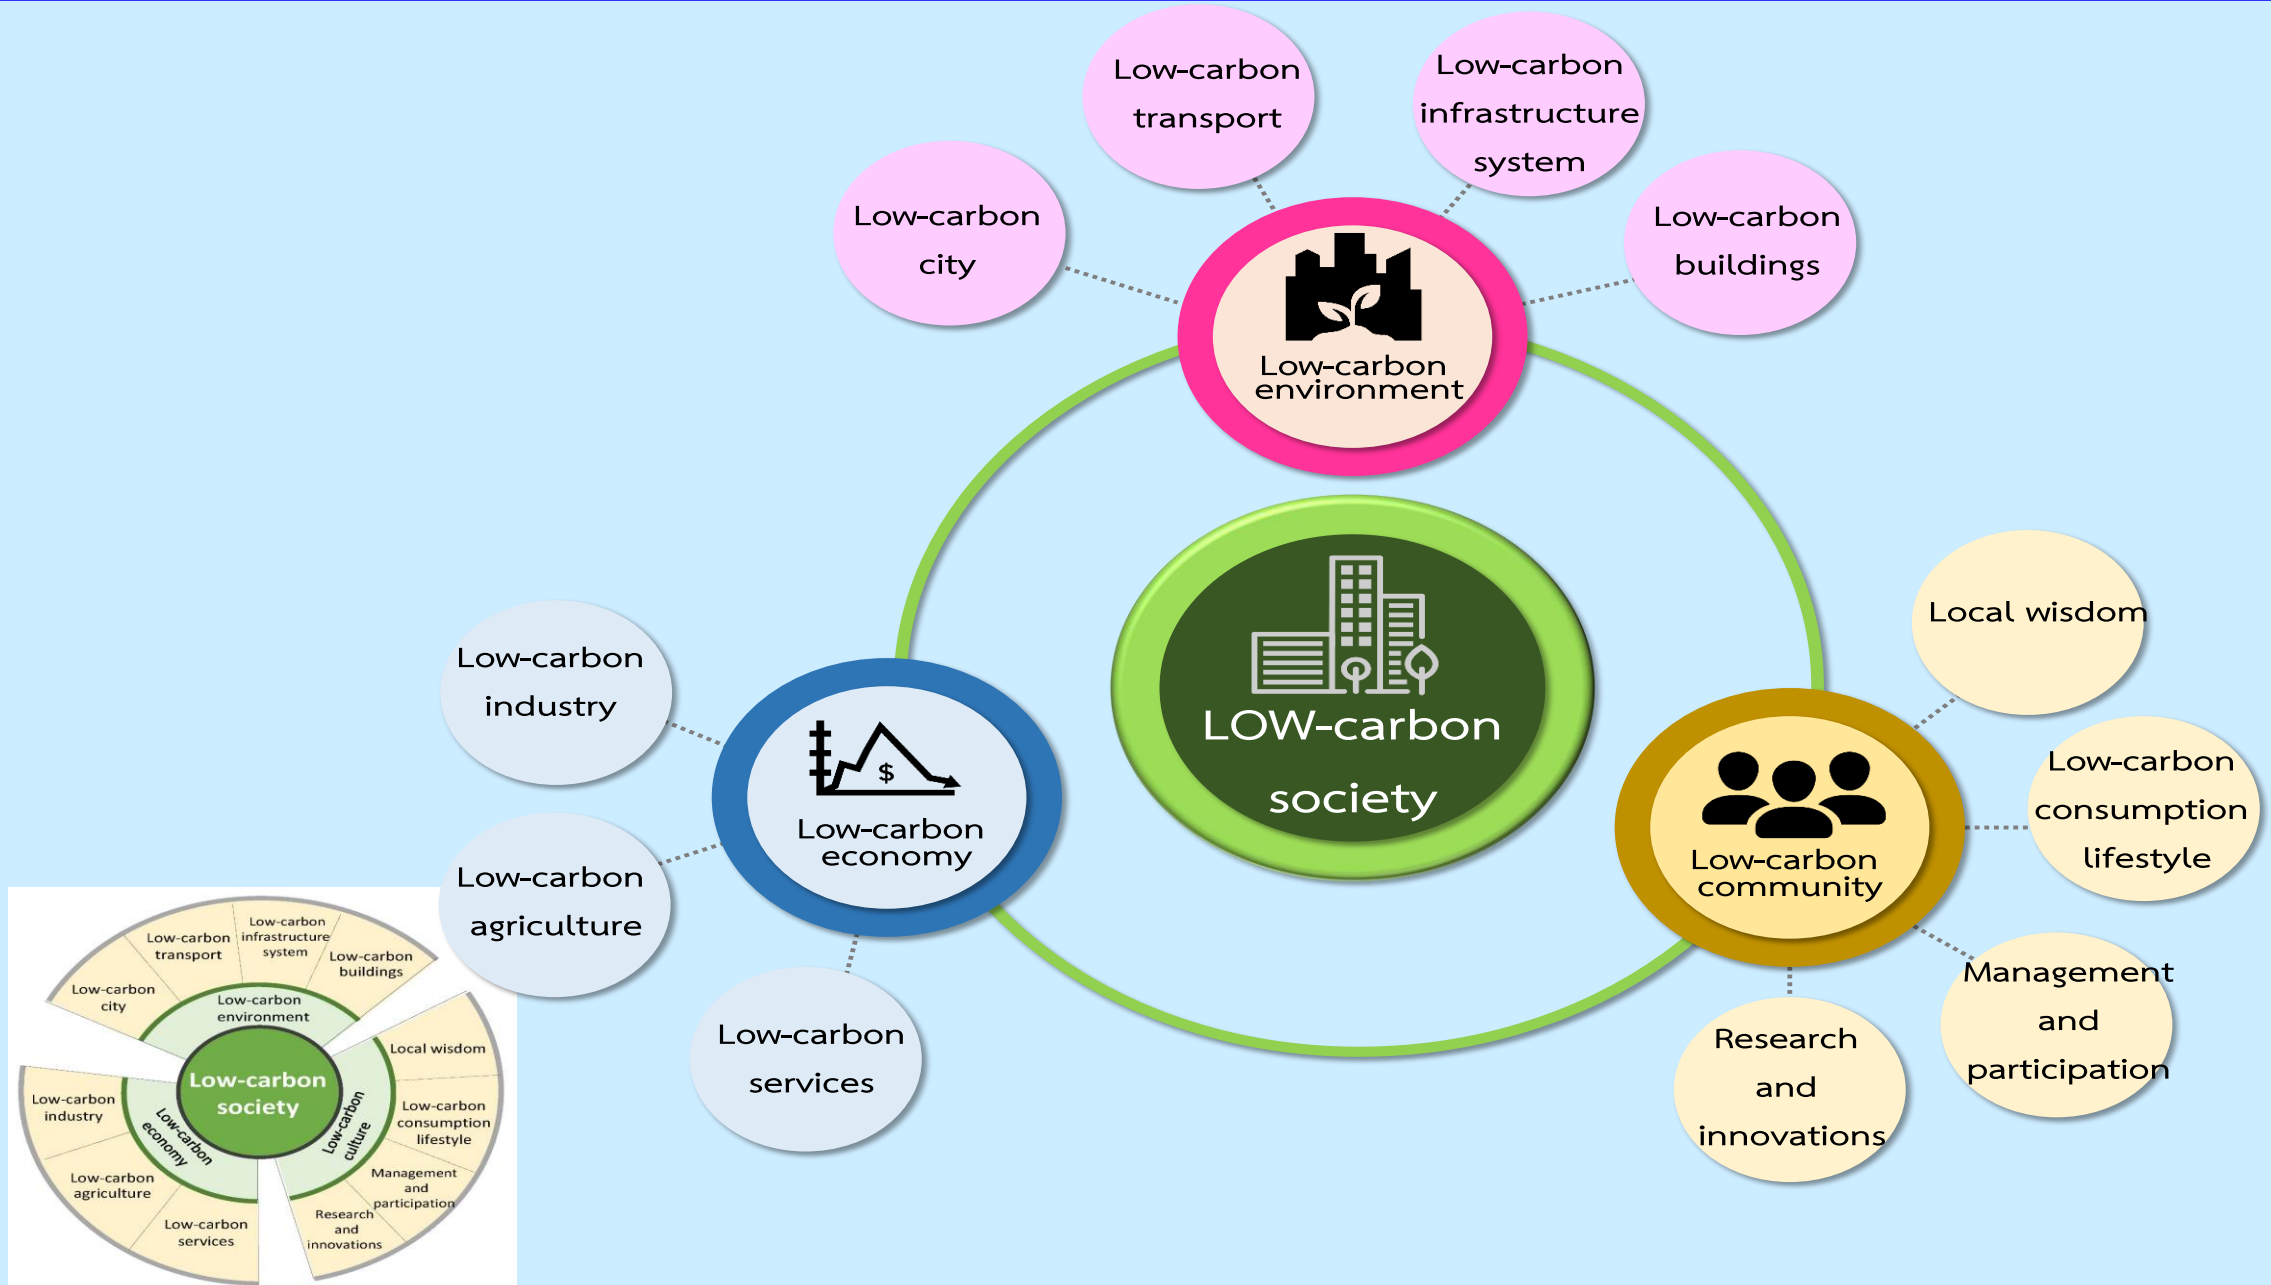 Low-carbon
transport
Low-carbon
infrastructure
system
Low-carbon
city
Low-carbon
buildings
Low-carbon
environment
Local wisdom
Low-carbon
consumption
lifestyle
Management
and
participation
Research
and
innovations
Low-carbon
community
LOW-carbon
society
Low-carbon
industry
$
Low-carbon
economy
Low-carbon
agriculture
Low-carbon
services
Low-carbon
city
Low-carbon
transport
Low-carbon
infrastructure
system
Low-carbon
buildings
Low-carbon
environment
Local wisdom
Low-carbon
consumption
lifestyle
Management
and
participation
Research
and
innovations
Low-carbon
culture
Low-carbon
society
Low-carbon
economy
Low-carbon
industry
Low-carbon
agriculture
Low-carbon
services